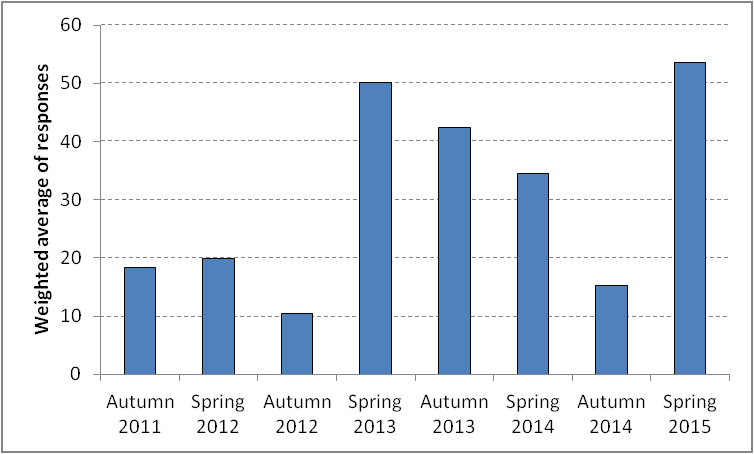 Weighted average of responses
60
50
40
30
20
10
0
Autumn 2011
Spring 2012
Autumn 2012
Spring 2013
Autumn 2013
Spring 2014
Autumn 2014
Spring 2015